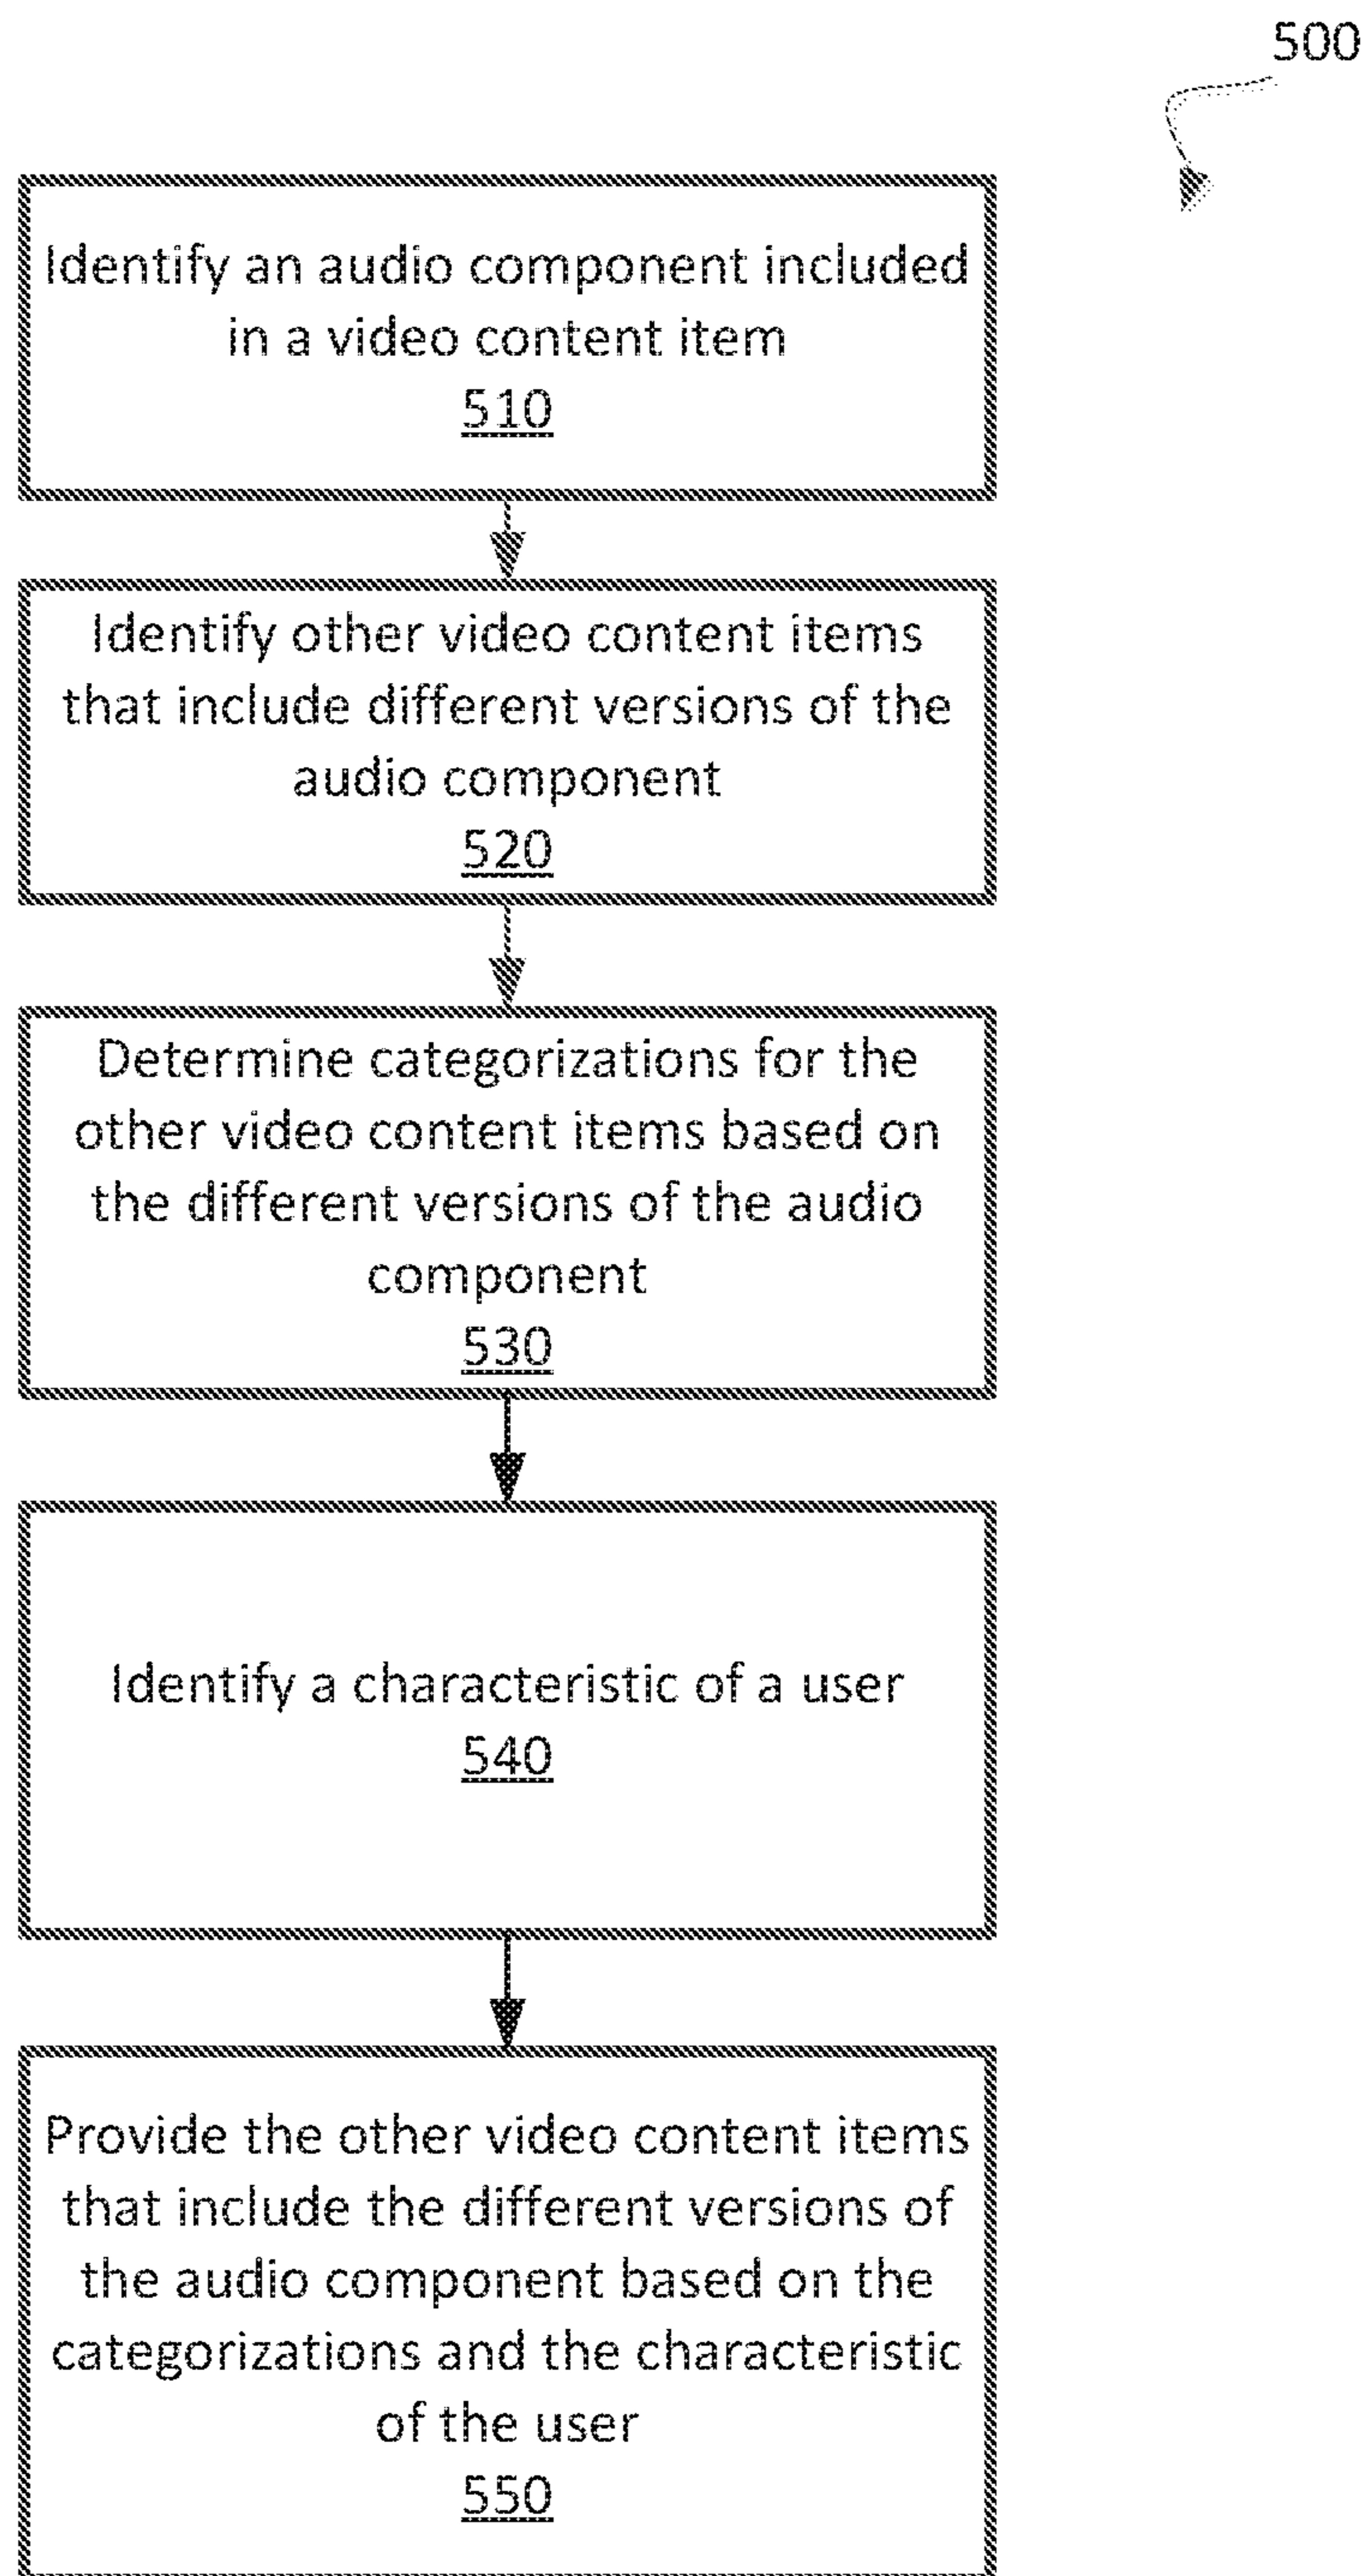 500
Identify an audio component included
in a video content item
510
Identify other video content items
that include different versions of the
audio component
520
Determine categorizations for the
other video content items based on
the different versions of the audio
component
530
Identify a characteristic of a user
540
Provide the other video content items
that include the different versions of
the audio component based on the
categorizations and the characteristic
of the user
550